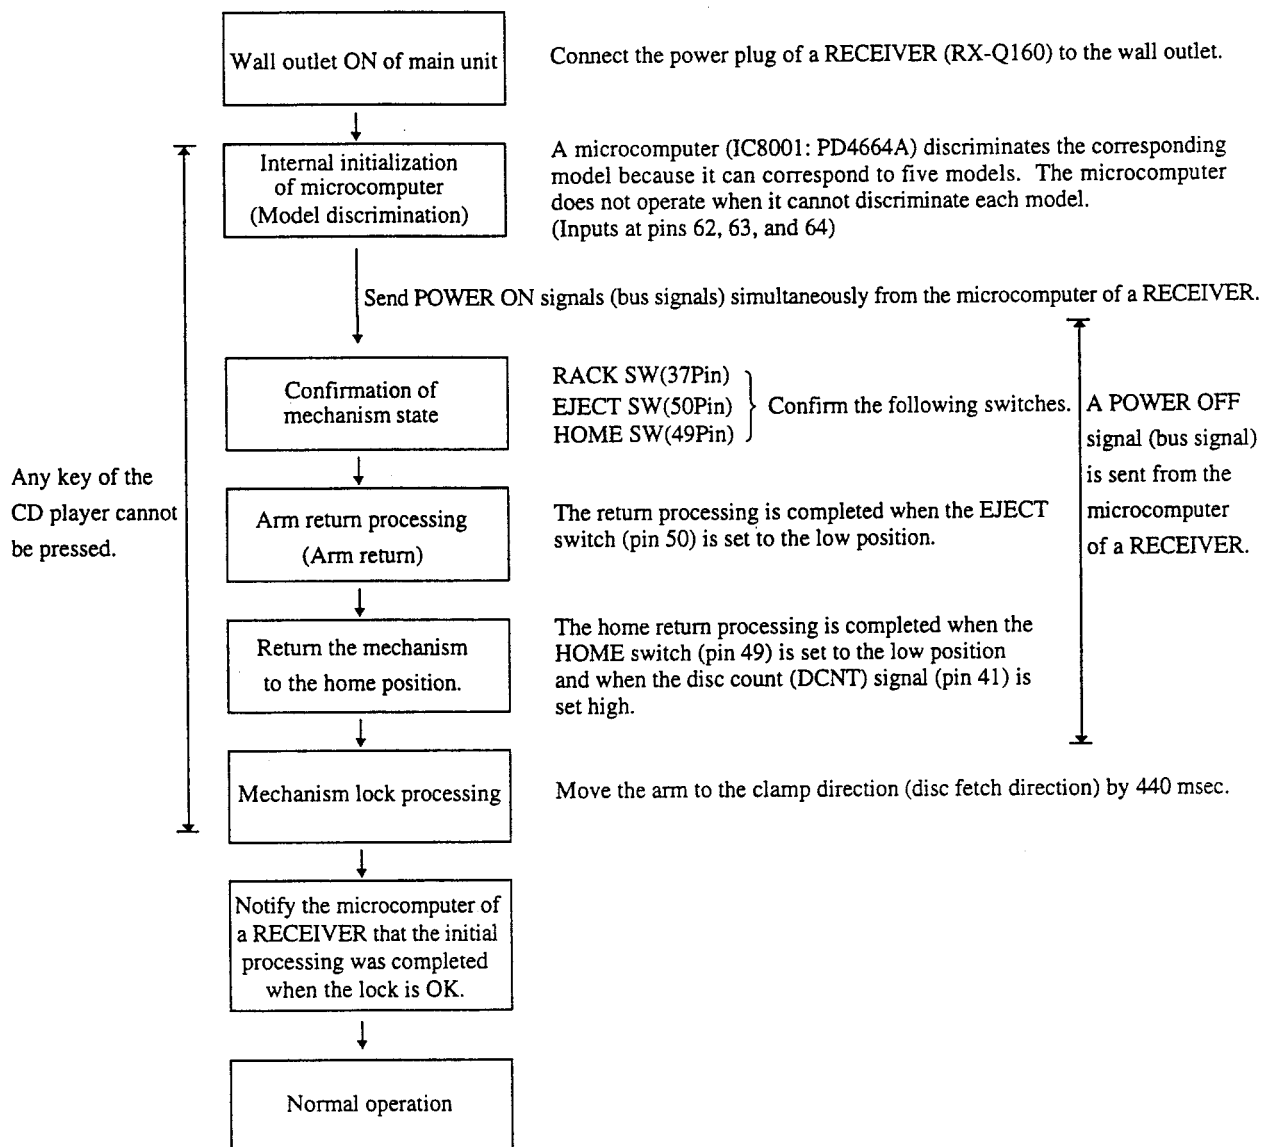 Wall outlet ON of main unit
Connect the power plug of a RECEIVER (RX-Q160) to the wall outlet.
Internal initialization
of microcomputer
(Model discrimination)
A microcomputer (IC8001: PD4664A) discriminates the corresponding
model because it can correspond to five models. The microcomputer
does not operate when it cannot discriminate each model.
(Inputs at pins 62, 63, and 64)
Send POWER ON signals (bus signals) simultaneously from the microcomputer of a RECEIVER.
Confirmation of
mechanism state
RACK SW(37Pin)
EJECT SW(50Pin)
HOME SW(49Pin)
Confirm the following switches.
A POWER OFF
signal (bus signal)
is sent from the
microcomputer
of a RECEIVER.
Any key of the
CD player cannot
be pressed.
Arm return processing
(Arm return)
The return processing is completed when the EJECT
switch (pin 50) is set to the low position.
Return the mechanism
to the home position.
The home return processing is completed when the
HOME switch (pin 49) is set to the low position
and when the disc count (DCNT) signal (pin 41) is
set high.
Mechanism lock processing
Move the arm to the clamp direction (disc fetch direction) by 440 msec.
Notify the microcomputer of
a RECEIVER that the initial
processing was completed
when the lock is OK.
Normal operation